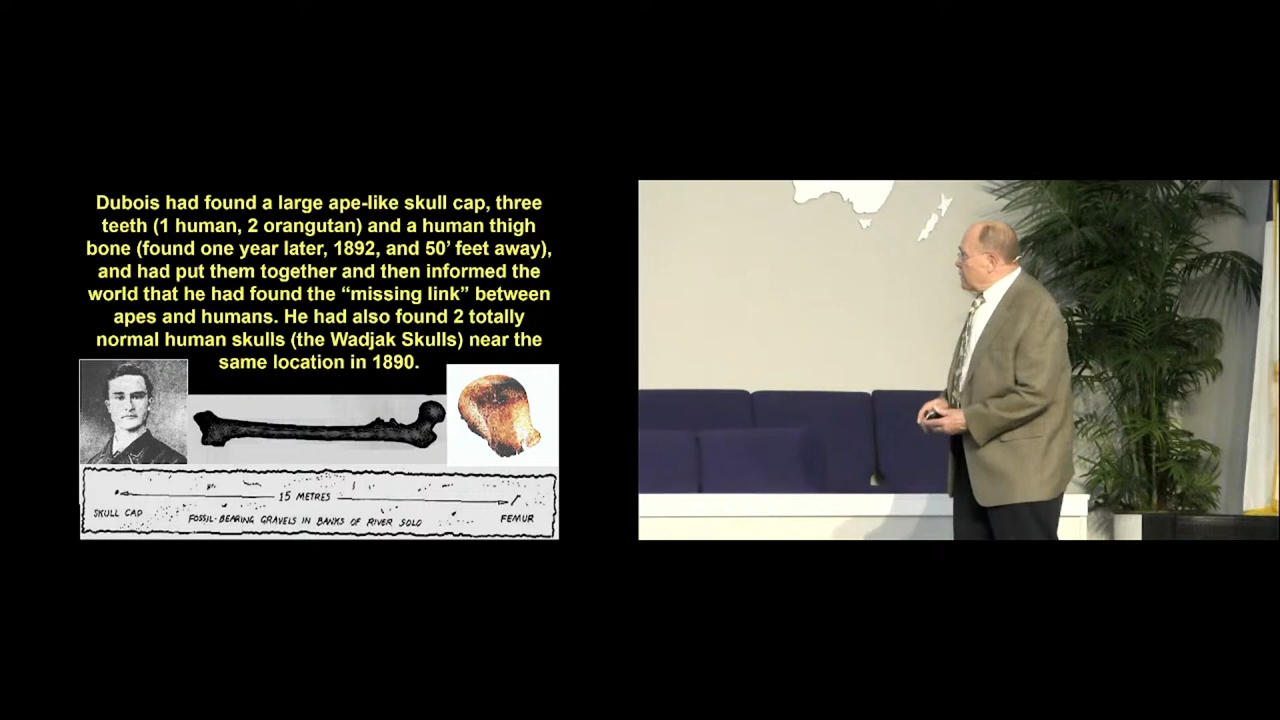 Dubois had found a large ape-like skull cap, three
teeth (1 human, 2 orangutan) and a human thigh
bone (found one year later, 1892, and 50’ feet away),
and had put them together and then informed the
world that he had found the “missing link” between
apes and humans. He had also found 2 totally
normal human skulls (the Wadjak Skulls) near the
same location in 1890.
15 METRES
SKULL CAP
FOSSIL-BEARING GRAVELS IN BANKS OF RIVER SOLO
FEMUR